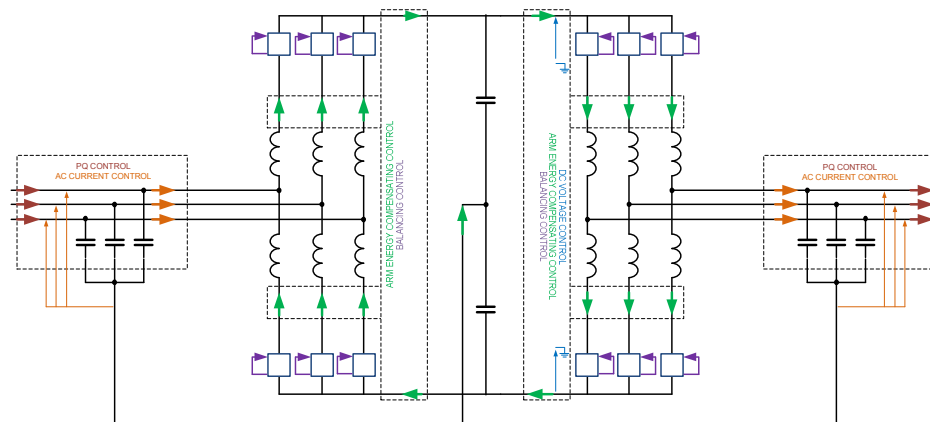 PQ CONTROL
AC CURRENT CONTROL
ARM ENERGY COMPENSATING CONTROL
BALANCING CONTROL
DC VOLTAGE CONTROL
ARM ENERGY COMPENSATING CONTROL
BALANCING CONTROL
PQ CONTROL
AC CURRENT CONTROL